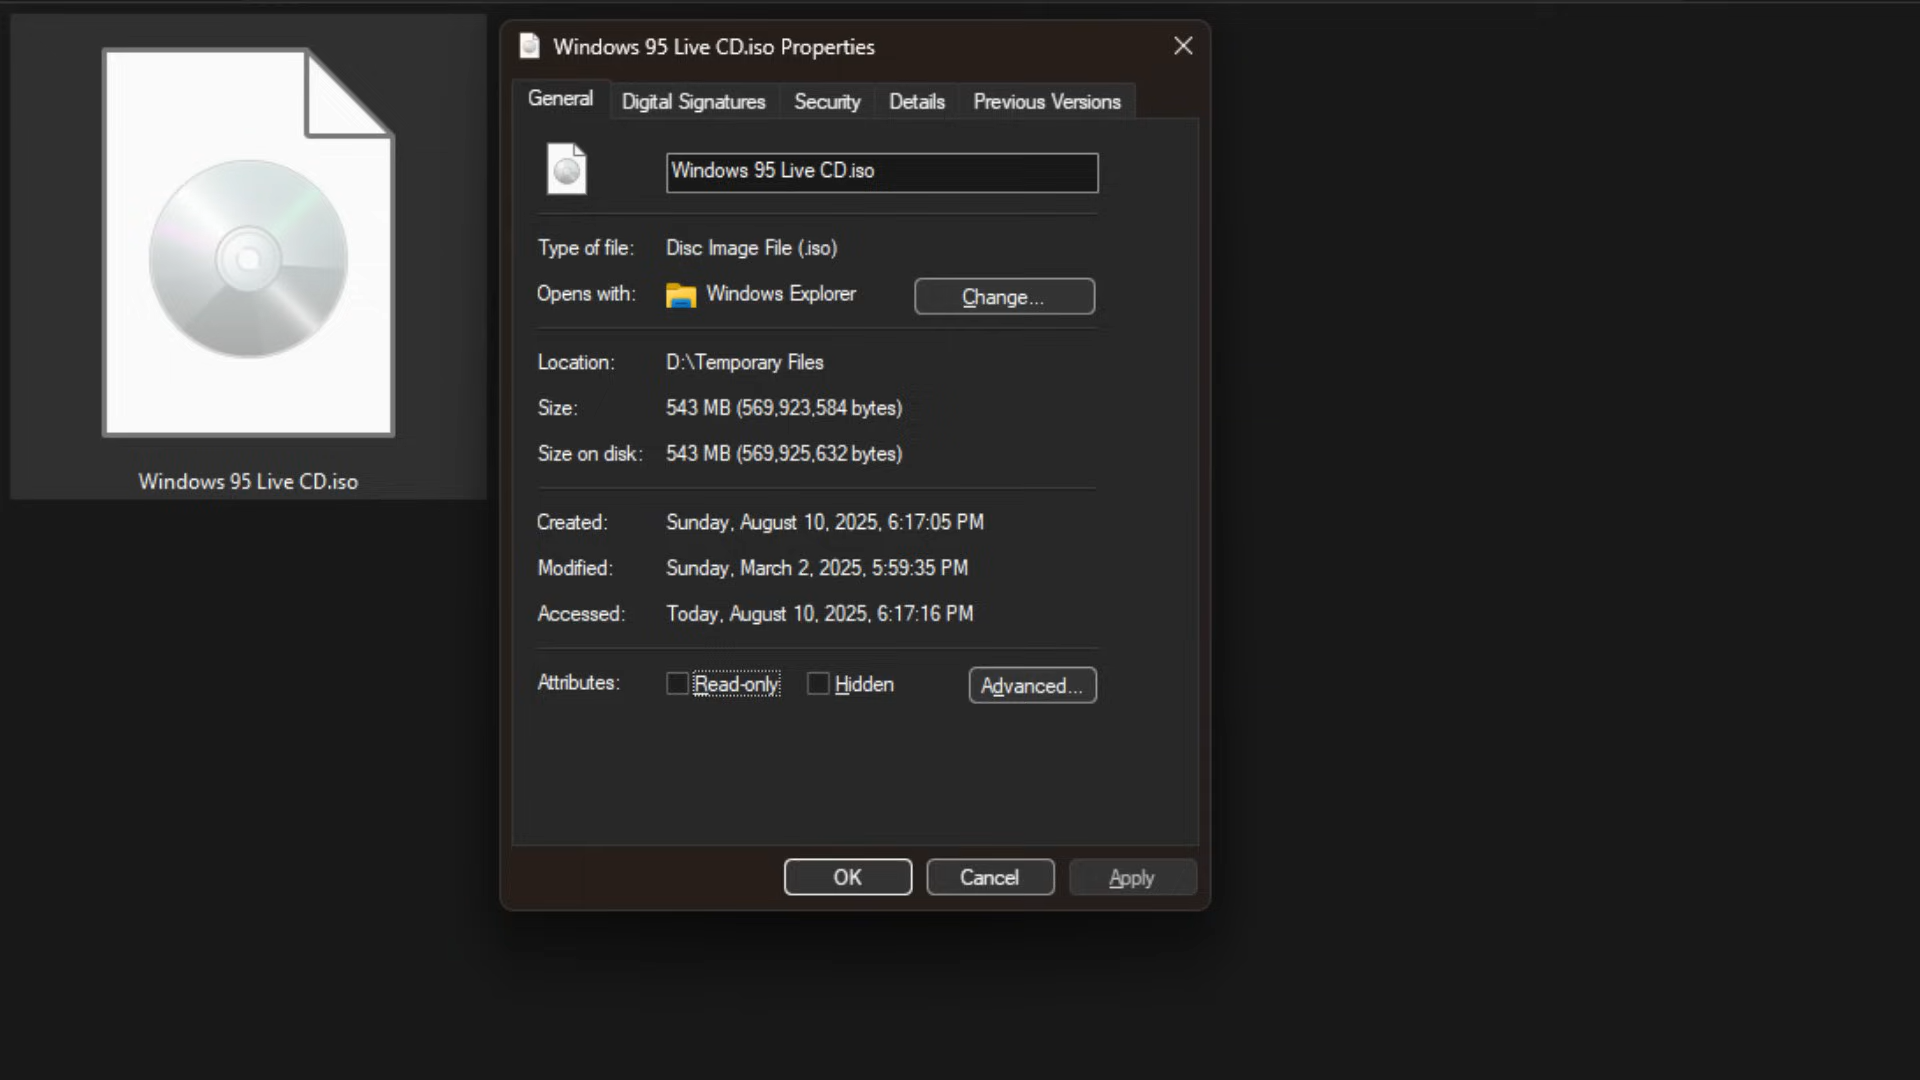 Windows 95 Live CD.iso
Windows 95 Live CD.iso Properties
General Digital Signatures Security Details Previous Versions
Windows 95 Live CD.iso
Type of file: Disc Image File (.iso)
Opens with: Windows Explorer Change...
Location: D:\Temporary Files
Size: 543 MB (569,923,584 bytes)
Size on disk: 543 MB (569,925,632 bytes)
Created: Sunday, August 10, 2025, 6:17:05 PM
Modified: Sunday, March 2, 2025, 5:59:35 PM
Accessed: Today, August 10, 2025, 6:17:16 PM
Attributes: Read-only Hidden Advanced...
OK Cancel Apply